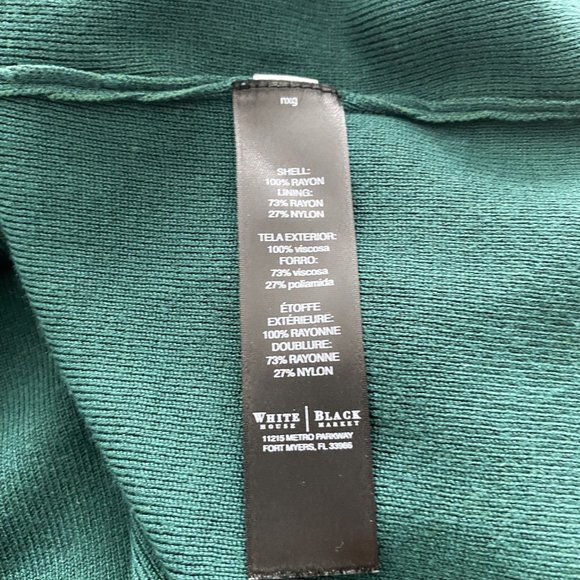 nxg
SHELL:
100% RAYON
LINING:
73% RAYON
27% NYLON
TELA EXTERIOR:
100% viscosa
FORRO:
73% viscosa
27% poliamida
ÉTOFFE
EXTÉRIEURE:
100% RAYONNE
DOUBLURE:
73% RAYONNE
27% NYLON
WHITE HOUSE | BLACK MARKET
11215 METRO PARKWAY
FORT MYERS, FL 33966